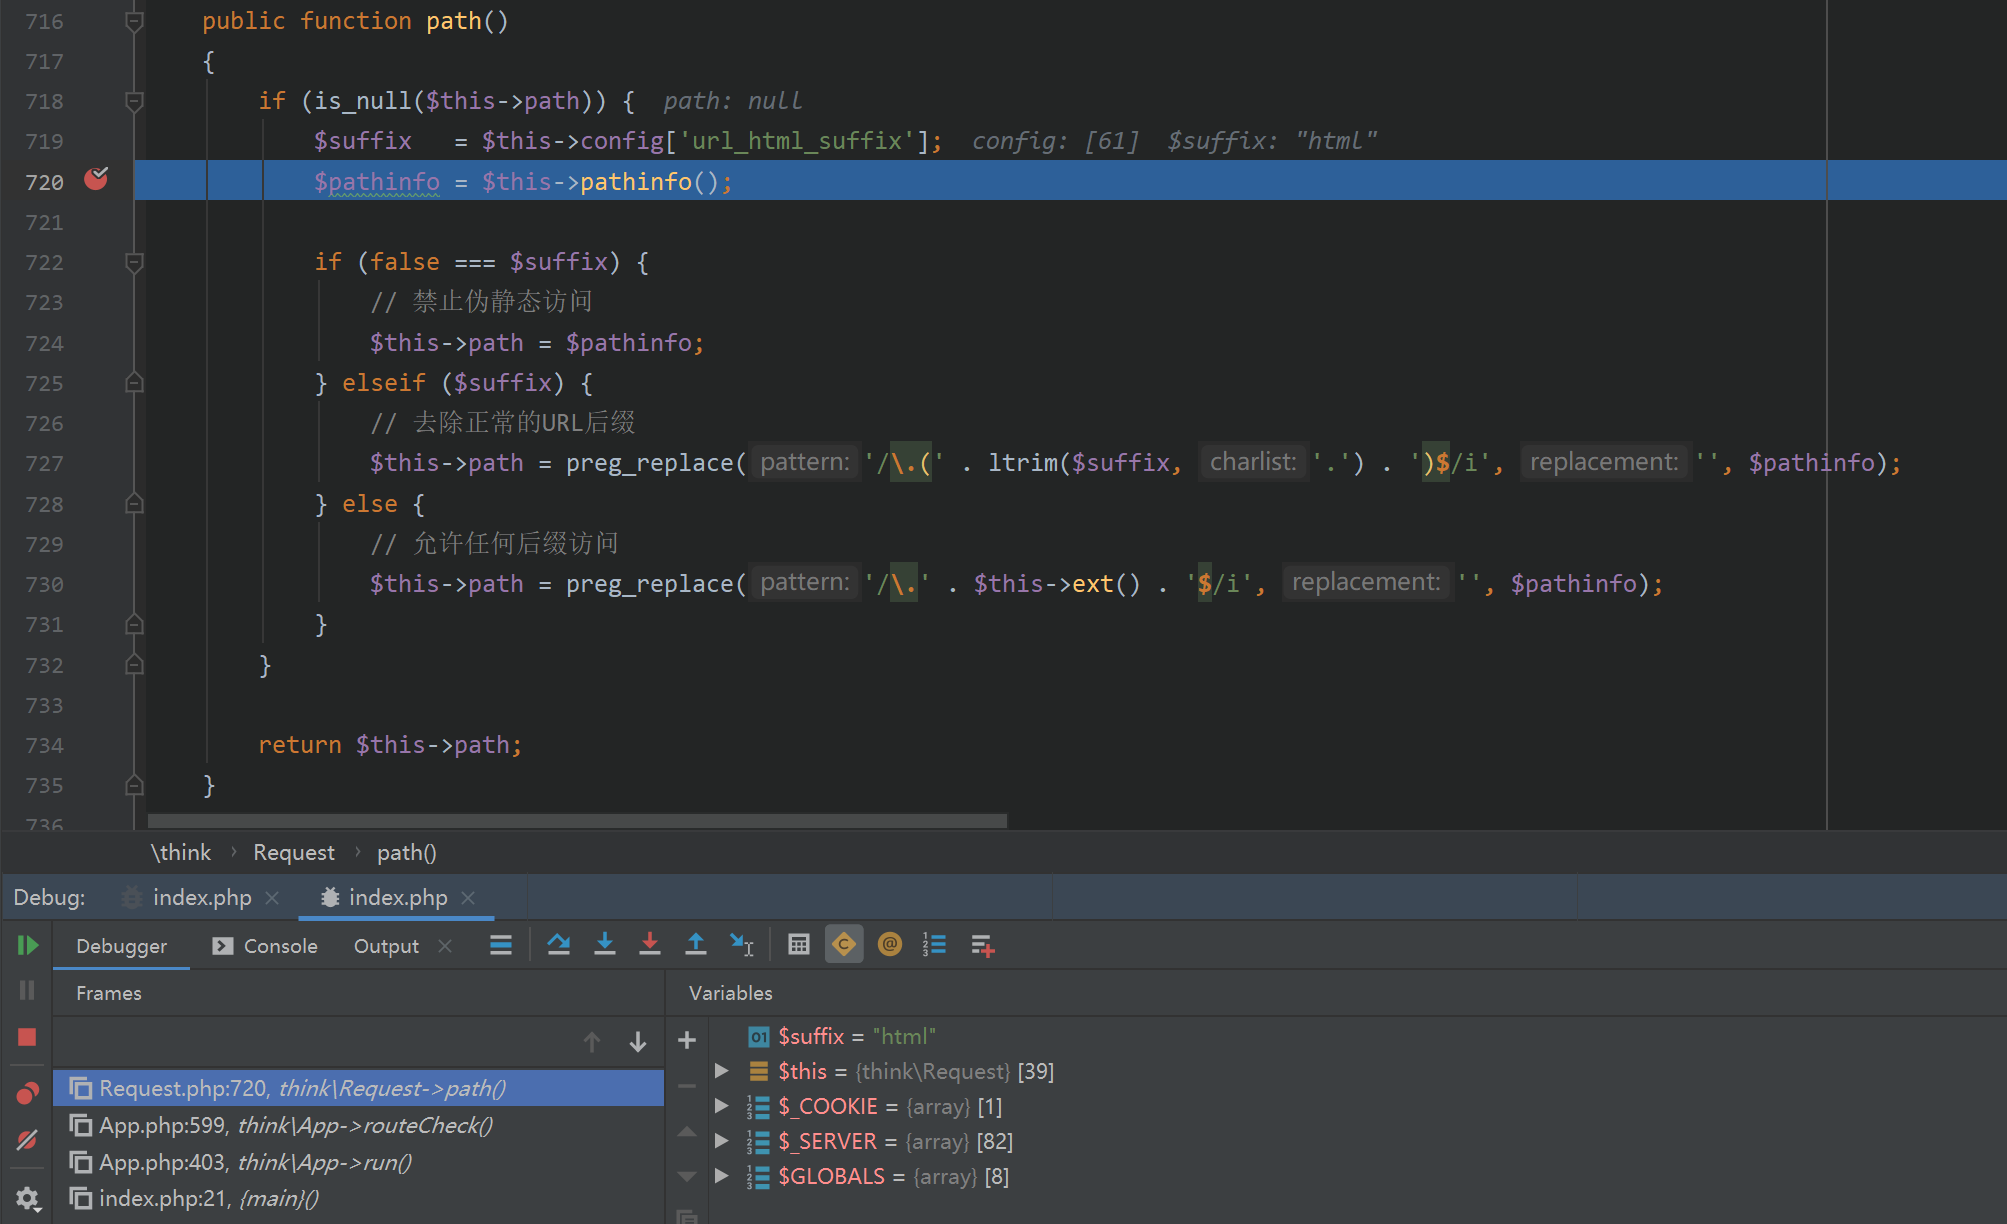 716 public function path()
717 {
718 if (is_null($this->path)) { path: null
719 $suffix = $this->config['url_html_suffix']; config: [61] $suffix: "html"
720 $pathinfo = $this->pathinfo();
721
722 if (false === $suffix) {
723 // 禁止伪静态访问
724 $this->path = $pathinfo;
725 } elseif ($suffix) {
726 // 去除正常的URL后缀
727 $this->path = preg_replace( pattern: '/\.(' . ltrim($suffix, charlist: '.') . ')$/i', replacement: '', $pathinfo);
728 } else {
729 // 允许任何后缀访问
730 $this->path = preg_replace( pattern: '/\.' . $this->ext() . '$/i', replacement: '', $pathinfo);
731 }
732 }
733
734 return $this->path;
735 }
736
\think › Request › path()
Debug: index.php × index.php ×
Debugger Console Output ×
Frames Variables
$suffix = "html"
$this = {think\Request} [39]
$_COOKIE = {array} [1]
$_SERVER = {array} [82]
$GLOBALS = {array} [8]
Request.php:720, think\Request->path()
App.php:599, think\App->routeCheck()
App.php:403, think\App->run()
index.php:21, {main}()